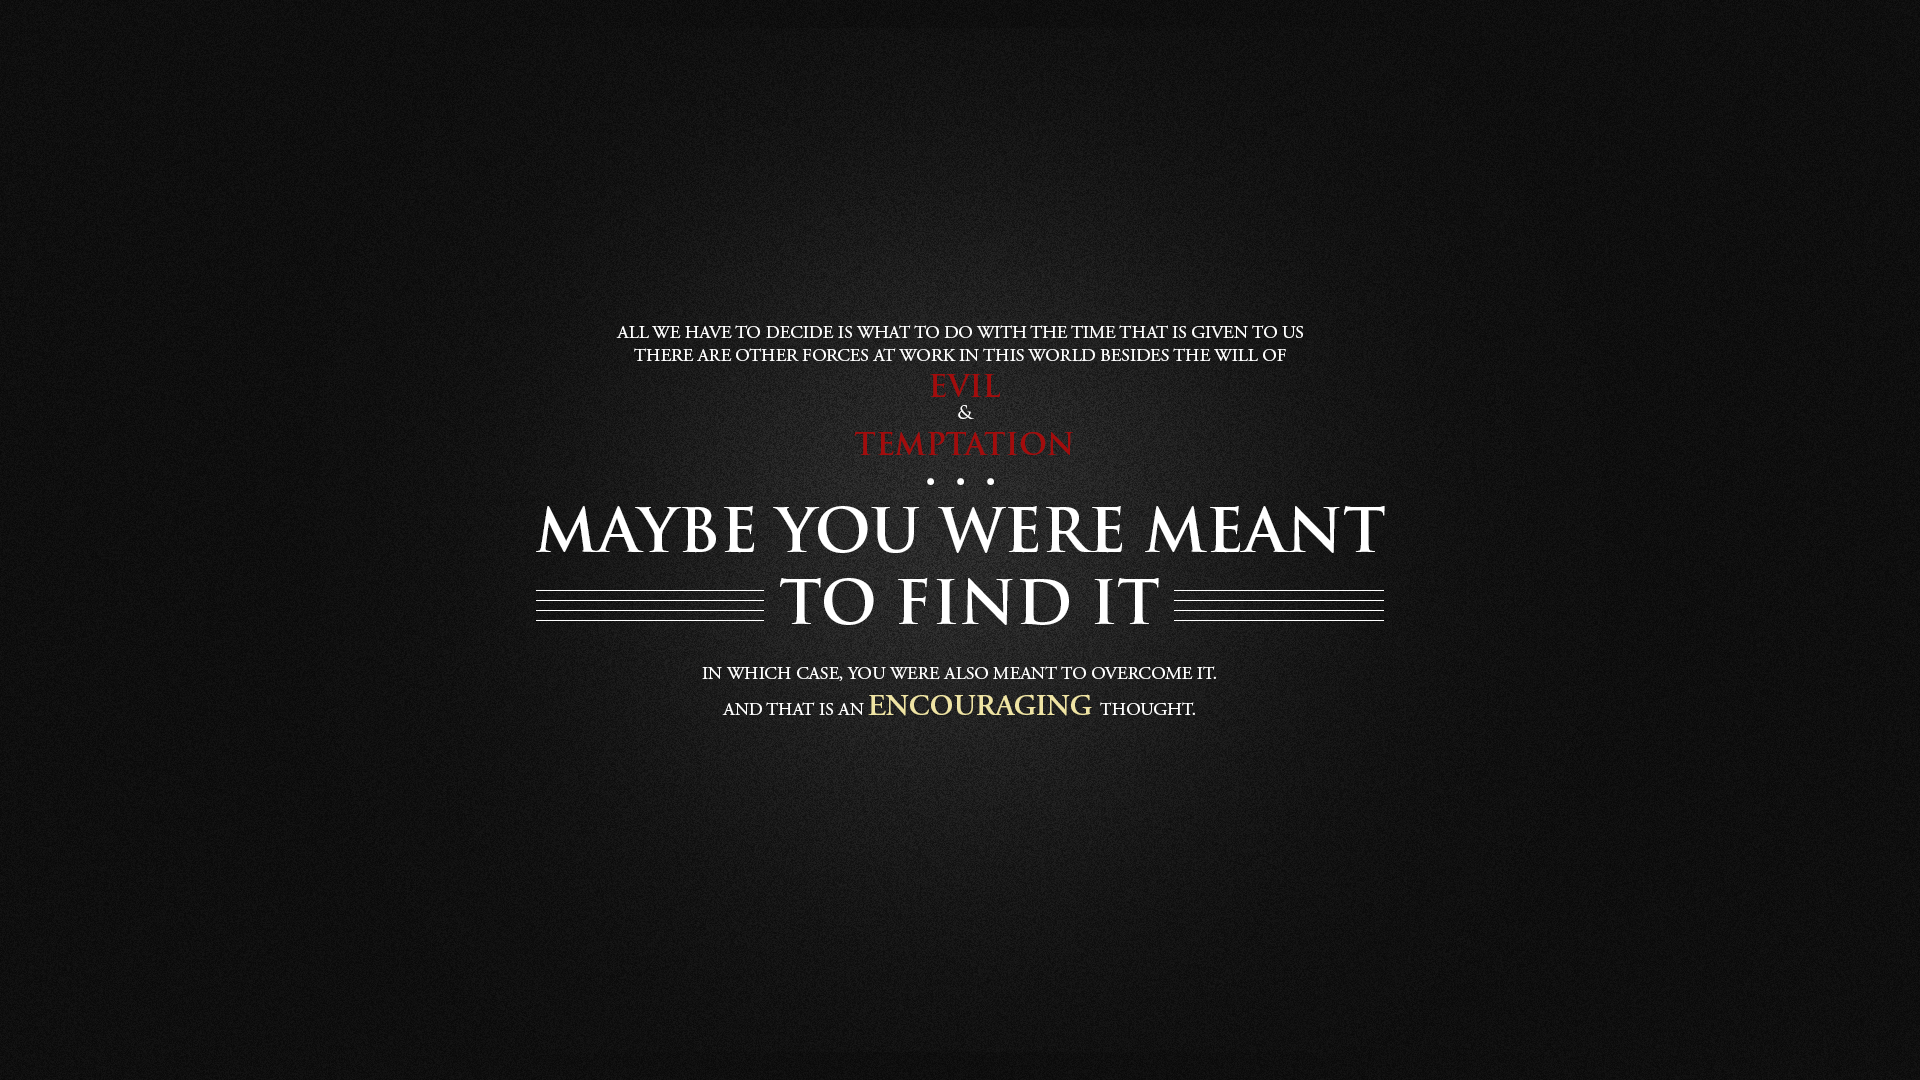 ALL WE HAVE TO DECIDE IS WHAT TO DO WITH THE TIME THAT IS GIVEN TO US
THERE ARE OTHER FORCES AT WORK IN THIS WORLD BESIDES THE WILL OF
EVIL
&
TEMPTATION
• • •
MAYBE YOU WERE MEANT
TO FIND IT
IN WHICH CASE, YOU WERE ALSO MEANT TO OVERCOME IT.
AND THAT IS AN ENCOURAGING THOUGHT.